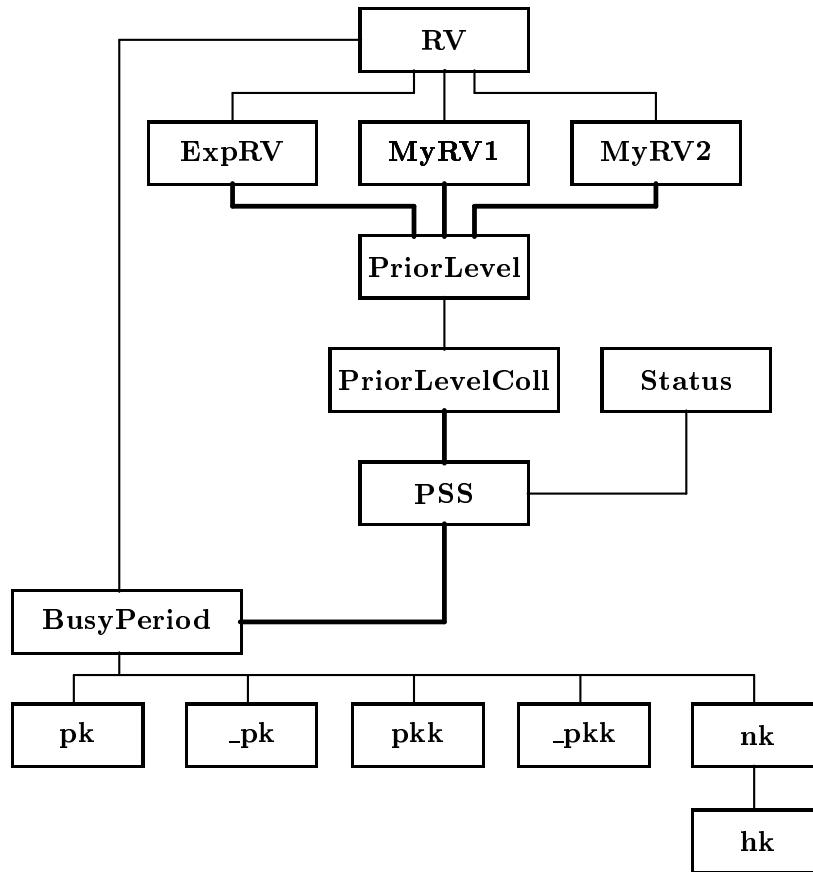 RV
ExpRV
MyRV1
MyRV2
PriorLevel
PriorLevelColl
Status
PSS
BusyPeriod
pk
_pk
pkk
_pkk
nk
hk